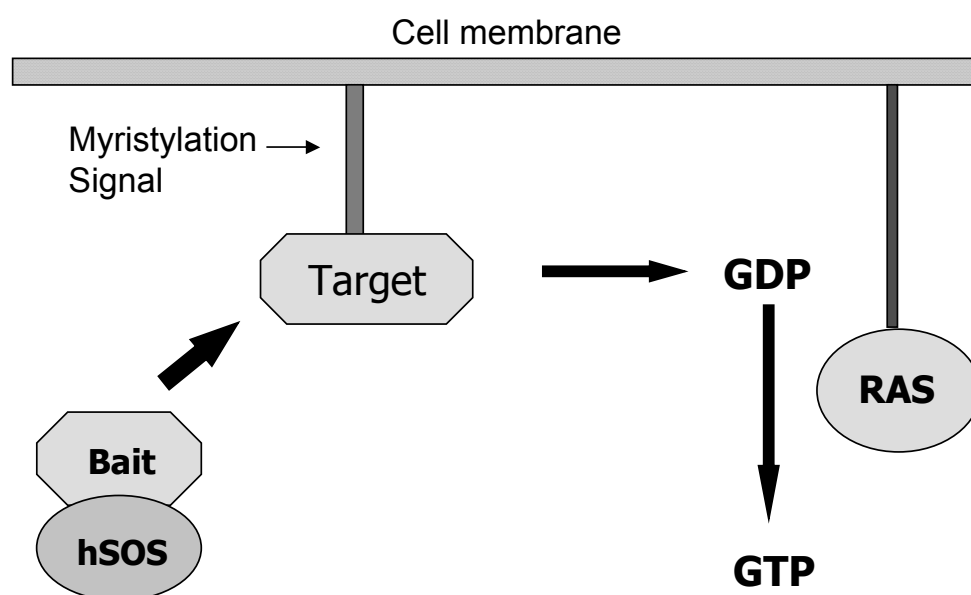 Cell membrane
Myristylation
Signal
Target
GDP
RAS
Bait
hSOS
GTP